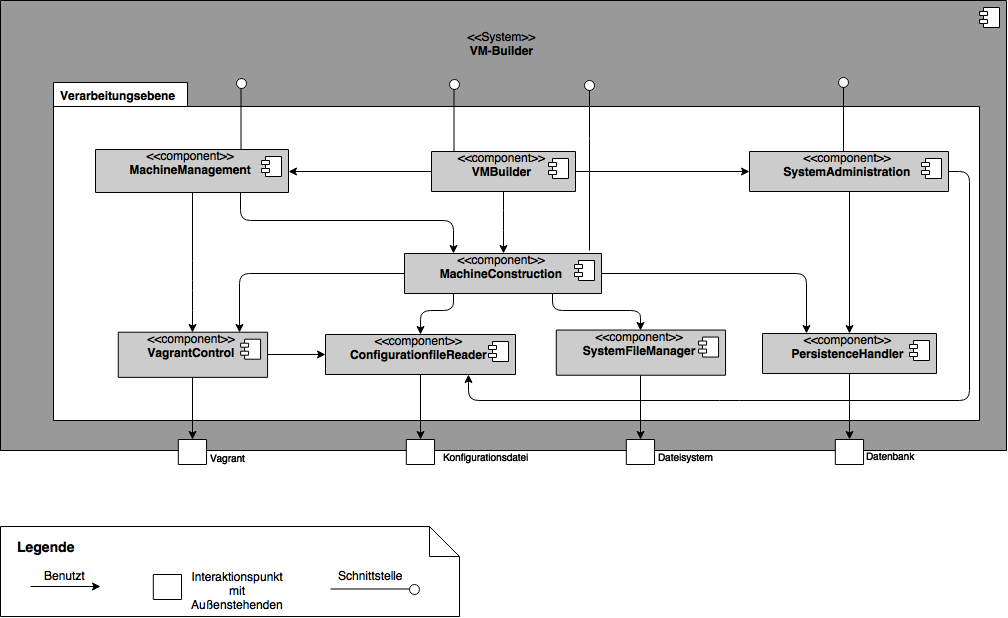 <<System>>
VM-Builder
Verarbeitungsebene
<<component>>
MachineManagement
<<component>>
VMBuilder
<<component>>
SystemAdministration
<<component>>
MachineConstruction
<<component>>
VagrantControl
<<component>>
ConfigurationfileReader
<<component>>
SystemFileManager
<<component>>
PersistenceHandler
Vagrant
Konfigurationsdatei
Dateisystem
Datenbank
Legende
Benutzt
Interaktionspunkt
mit
Außenstehenden
Schnittstelle